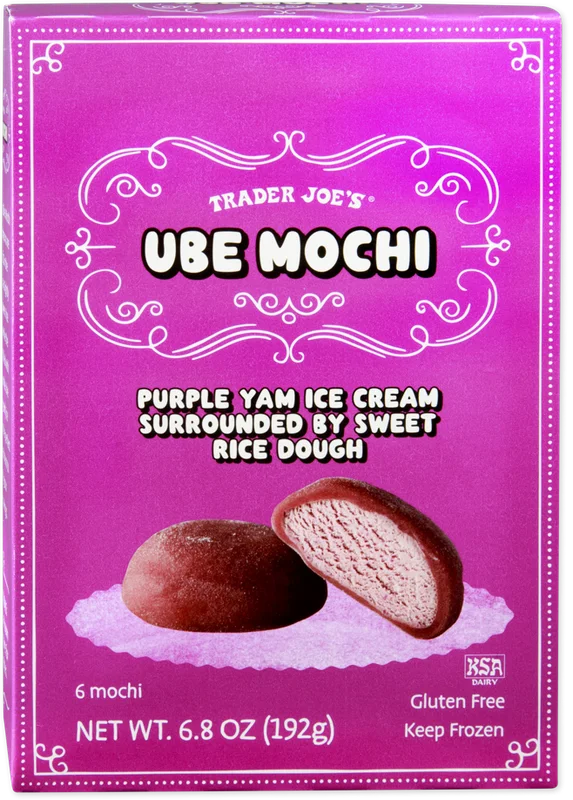 TRADER JOE'S®
UBE MOCHI
PURPLE YAM ICE CREAM
SURROUNDED BY SWEET
RICE DOUGH
KSA
DAIRY
6 mochi
Gluten Free
NET WT. 6.8 OZ (192g)
Keep Frozen